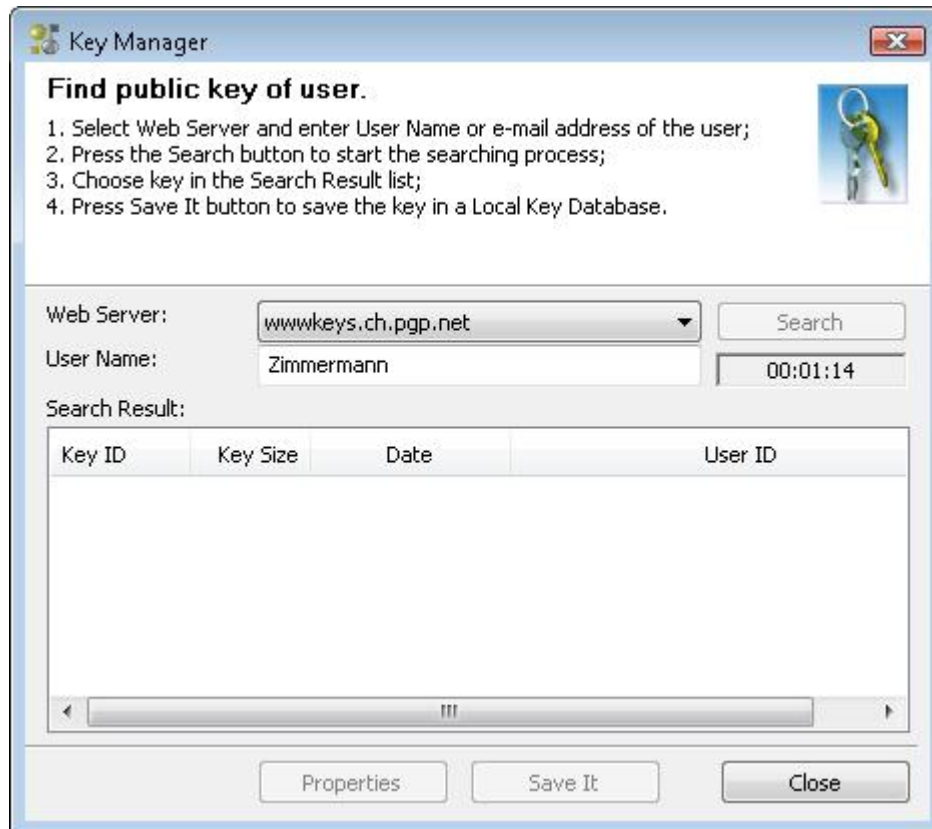 Key Manager
Find public key of user.
1. Select Web Server and enter User Name or e-mail address of the user;
2. Press the Search button to start the searching process;
3. Choose key in the Search Result list;
4. Press Save It button to save the key in a Local Key Database.
Web Server: wwwkeys.ch.pgp.net Search
User Name: Zimmermann 00:01:14
Search Result:
Key ID Key Size Date User ID
Properties Save It Close